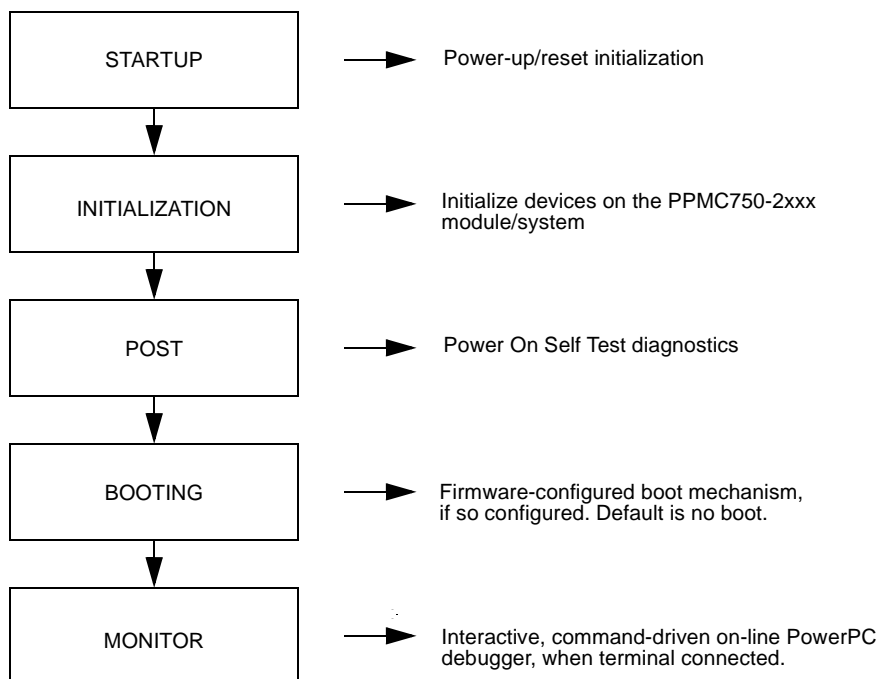 STARTUP
Power-up/reset initialization
INITIALIZATION
Initialize devices on the PPMC750-2xxx
module/system
POST
Power On Self Test diagnostics
BOOTING
Firmware-configured boot mechanism,
if so configured. Default is no boot.
MONITOR
Interactive, command-driven on-line PowerPC
debugger, when terminal connected.